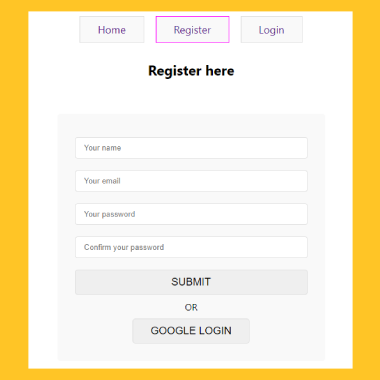 Home Register Login
Register here
Your name
Your email
Your password
Confirm your password
SUBMIT
OR
GOOGLE LOGIN